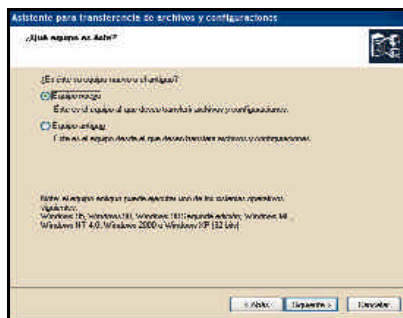 Asistente para transferencia de archivos y configuraciones
¿Qué equipo es éste?
¿Es éste su equipo nuevo o el antiguo?
Equipo nuevo
Éste es el equipo al que desea transferir archivos y configuraciones.
Equipo antiguo
Éste es el equipo desde el que desea transferir archivos y configuraciones.
Nota: el equipo antiguo puede ejecutar uno de los sistemas operativos
siguientes:
Windows 95, Windows 98, Windows 98 Segunda edición, Windows ME,
Windows NT 4.0, Windows 2000 o Windows XP (32 bits)
< Atrás
Siguiente >
Cancelar